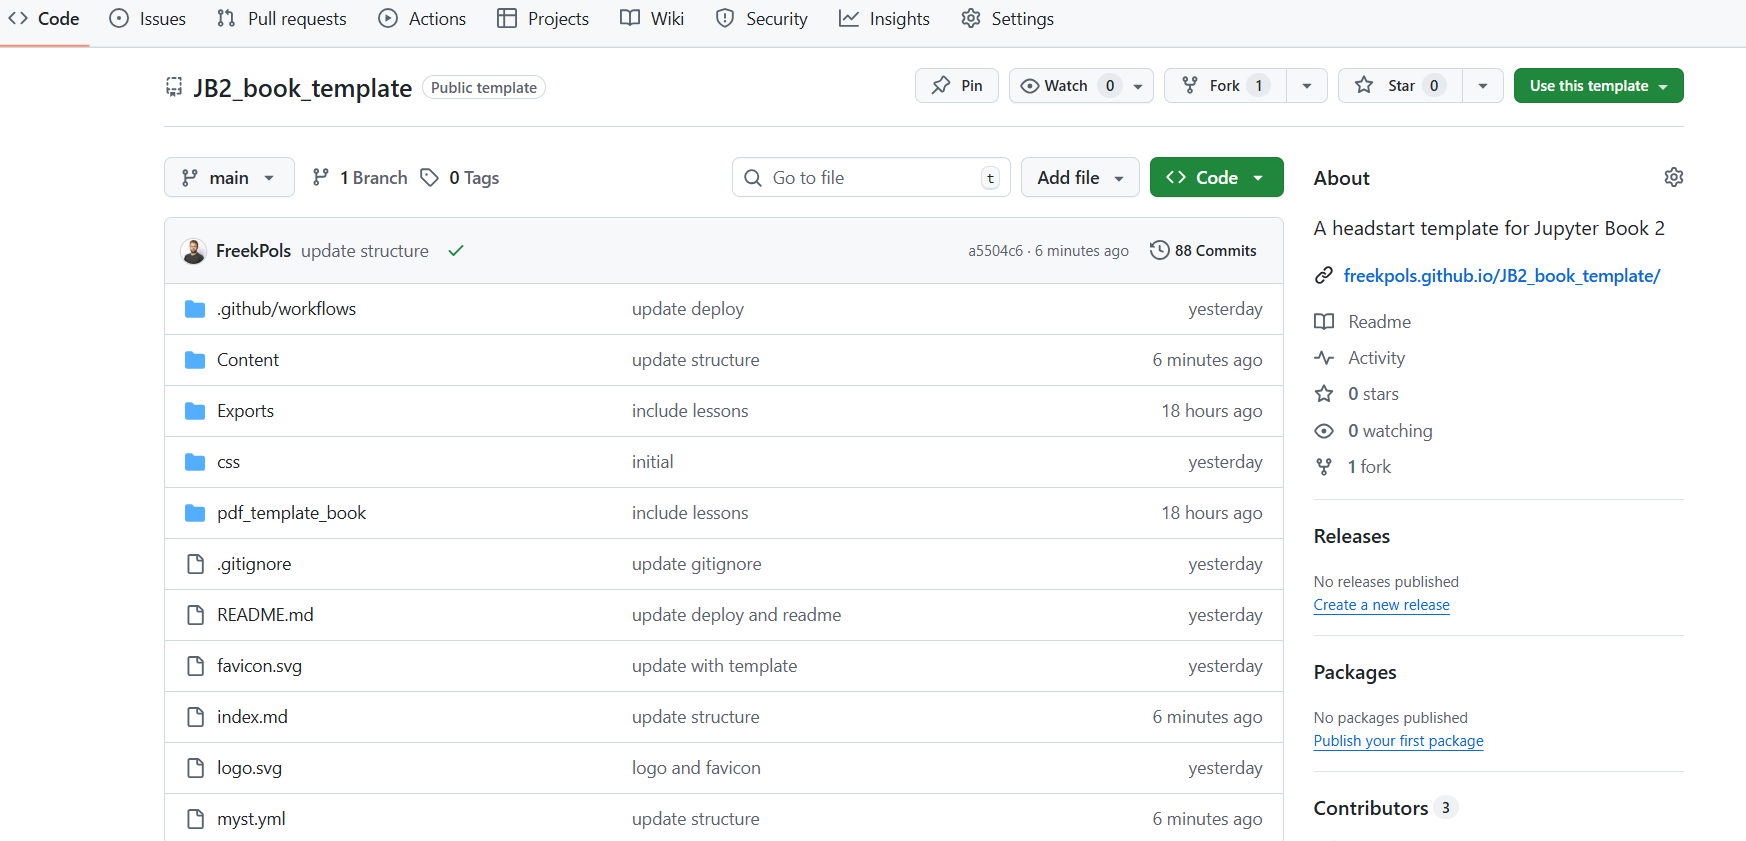 Code Issues Pull requests Actions Projects Wiki Security Insights Settings
JB2_book_template Public template Pin Watch 0 Fork 1 Star 0 Use this template
main 1 Branch 0 Tags Go to file t Add file Code
FreekPols update structure a5504c6 · 6 minutes ago 88 Commits
.github/workflows update deploy yesterday
Content update structure 6 minutes ago
Exports include lessons 18 hours ago
css initial yesterday
pdf_template_book include lessons 18 hours ago
.gitignore update gitignore yesterday
README.md update deploy and readme yesterday
favicon.svg update with template yesterday
index.md update structure 6 minutes ago
logo.svg logo and favicon yesterday
myst.yml update structure 6 minutes ago
About
A headstart template for Jupyter Book 2
freekpols.github.io/JB2_book_template/
Readme
Activity
0 stars
0 watching
1 fork
Releases
No releases published
Create a new release
Packages
No packages published
Publish your first package
Contributors 3